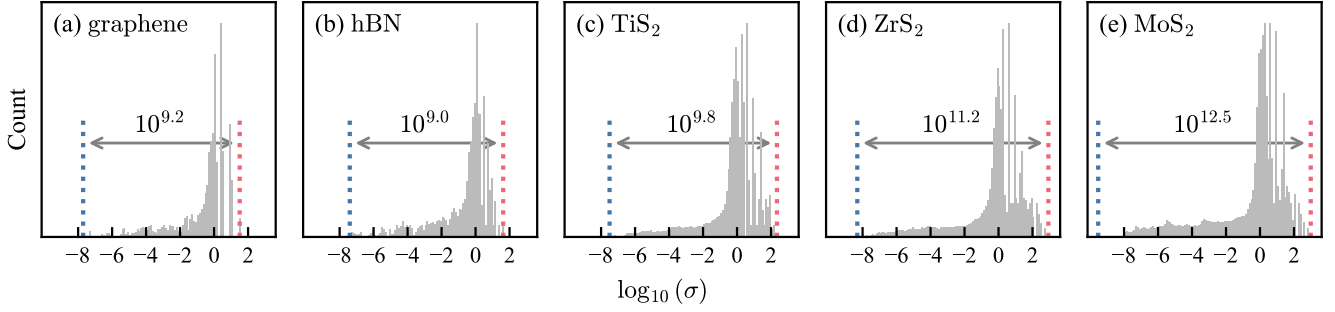 (a) graphene
(b) hBN
(c) TiS₂
(d) ZrS₂
(e) MoS₂
Count
10^9.2
10^9.0
10^9.8
10^11.2
10^12.5
−8 −6 −4 −2 0 2
−8 −6 −4 −2 0 2
−8 −6 −4 −2 0 2
−8 −6 −4 −2 0 2
−8 −6 −4 −2 0 2
log₁₀ (σ)